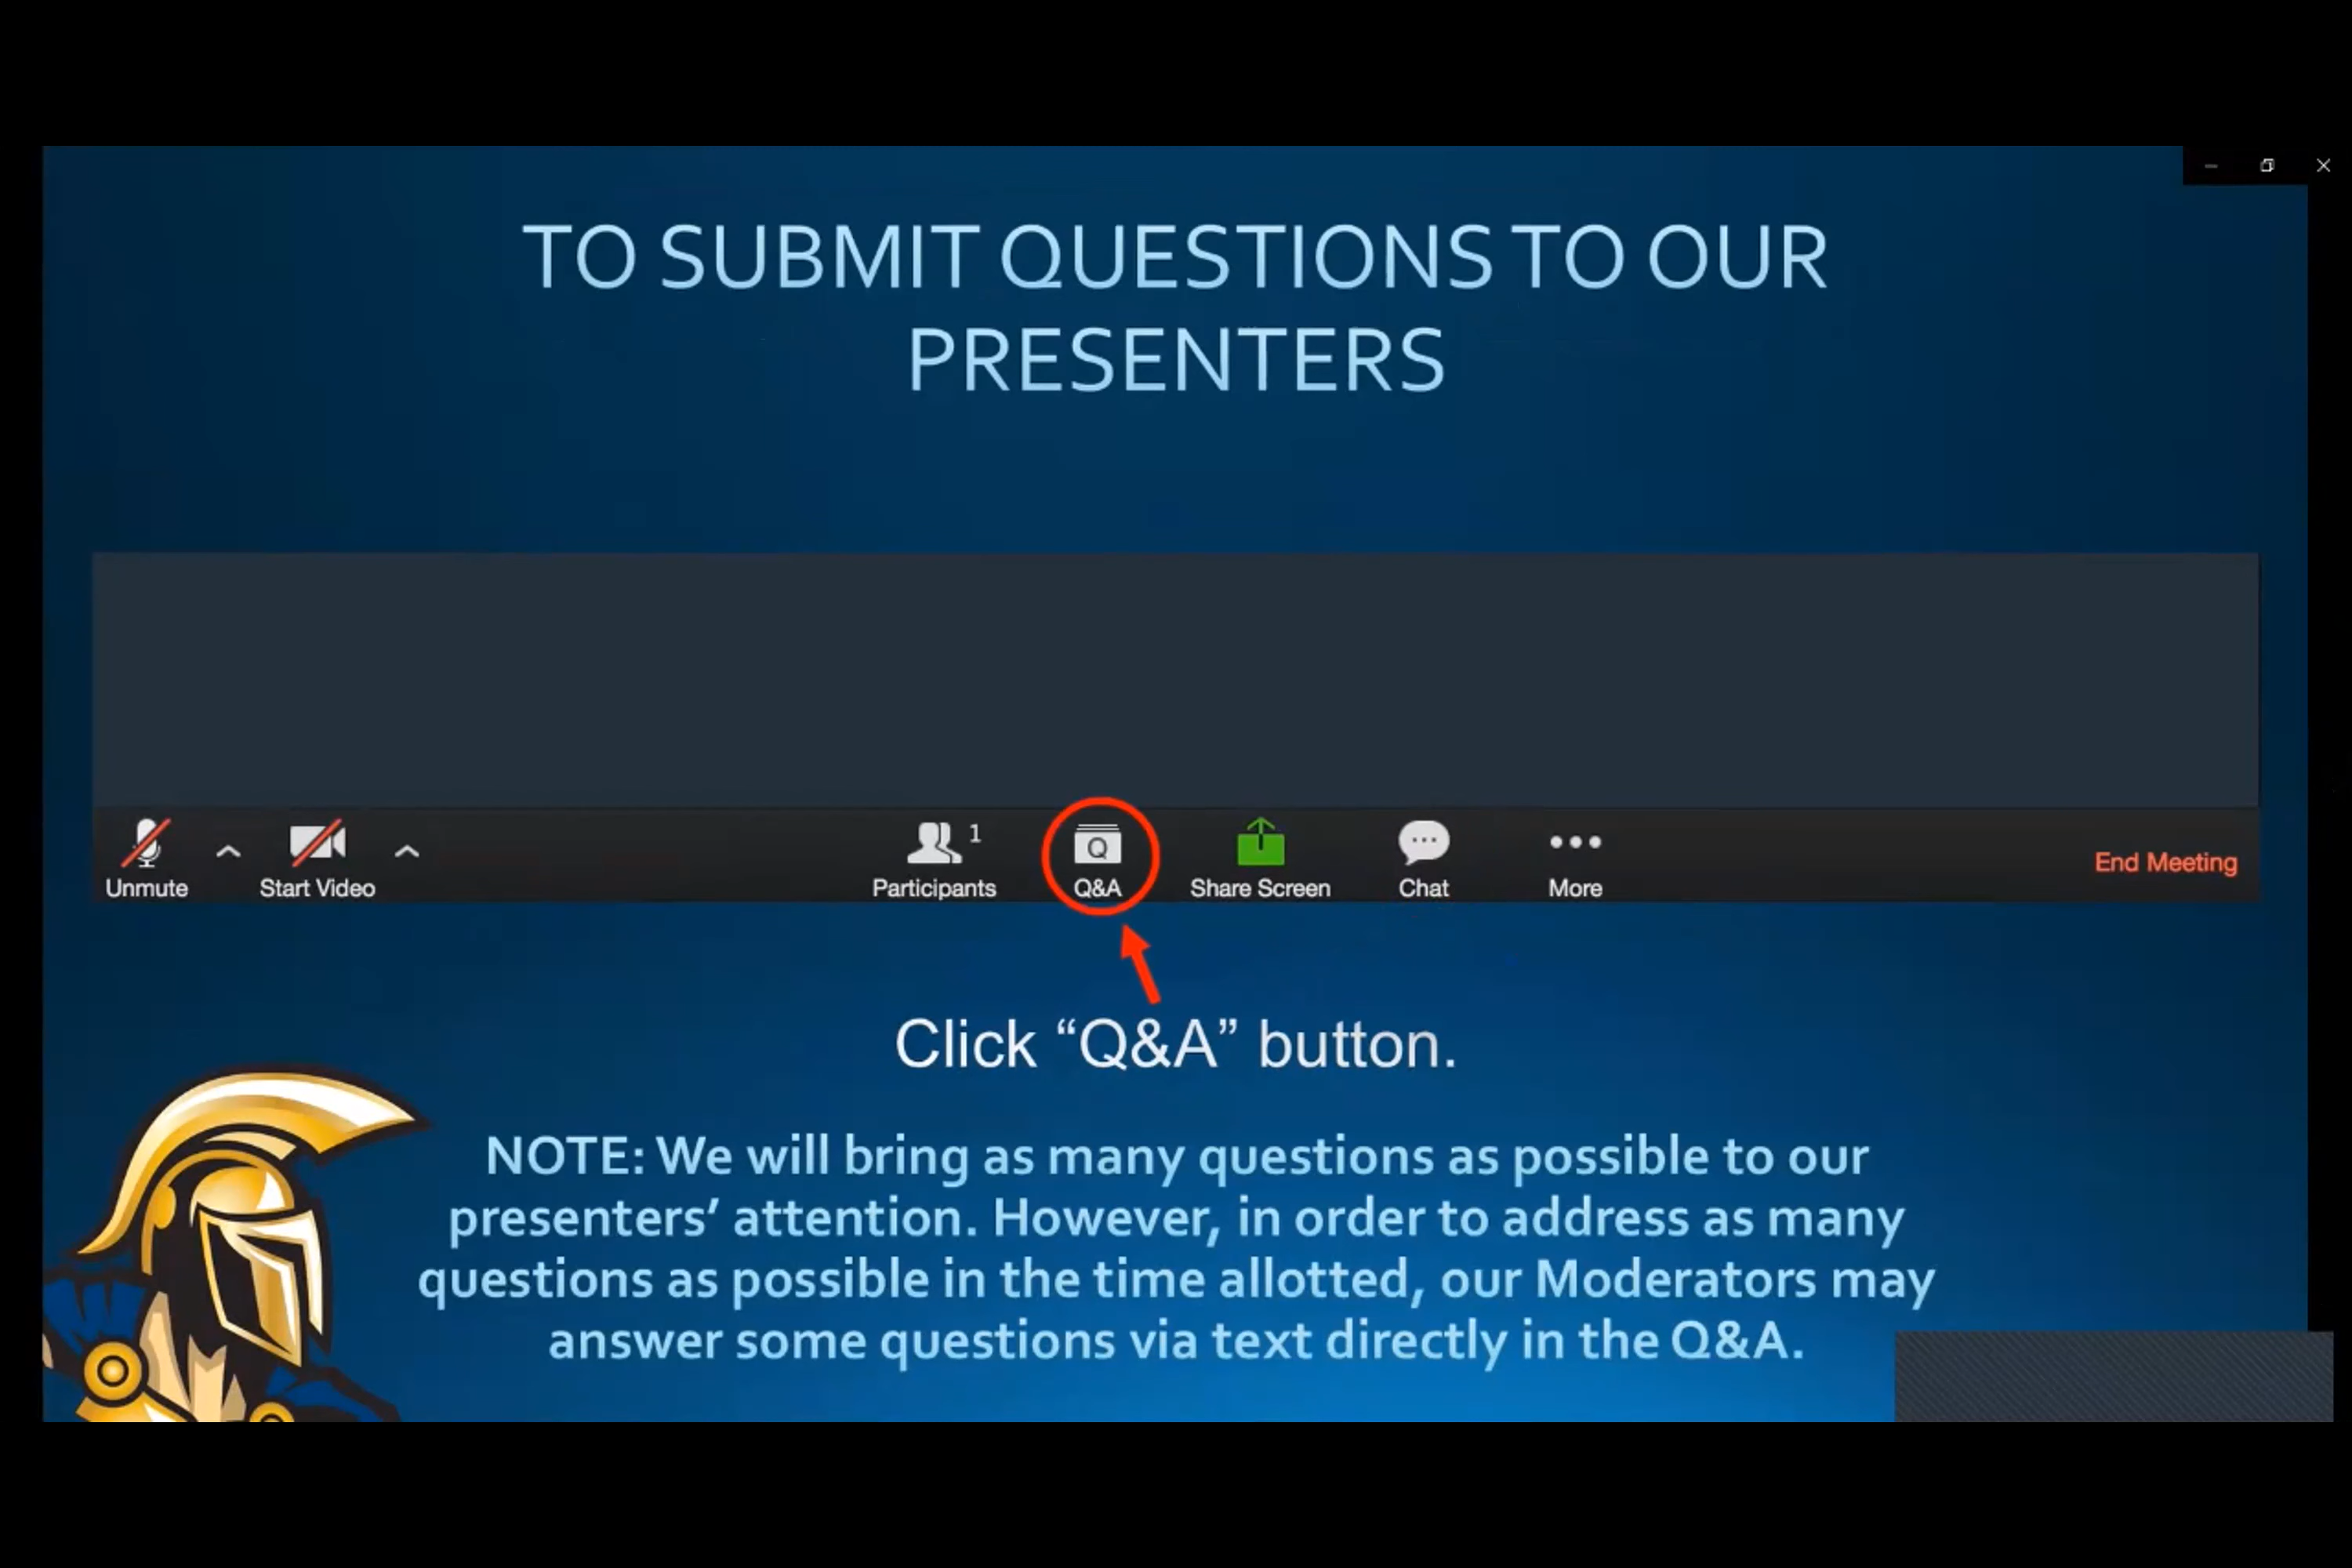 TO SUBMIT QUESTIONS TO OUR
PRESENTERS
1
Q
Unmute
Start Video
Participants
Q&A
Share Screen
Chat
More
End Meeting
Click “Q&A” button.
NOTE: We will bring as many questions as possible to our
presenters’ attention. However, in order to address as many
questions as possible in the time allotted, our Moderators may
answer some questions via text directly in the Q&A.